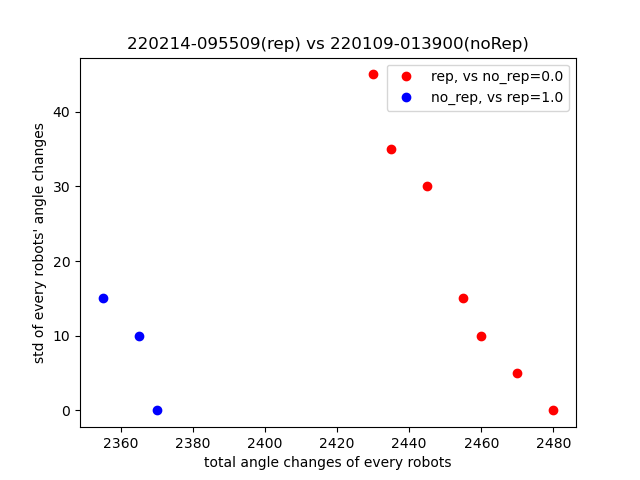 220214-095509(rep) vs 220109-013900(noRep)
rep, vs no_rep=0.0
no_rep, vs rep=1.0
std of every robots' angle changes
40
30
20
10
0
2360 2380 2400 2420 2440 2460 2480
total angle changes of every robots